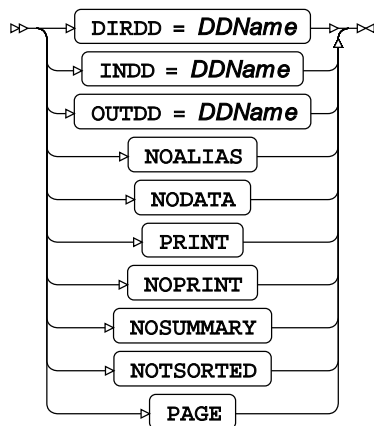 DIRDD = DDName
INDD = DDName
OUTDD = DDName
NOALIAS
NODATA
PRINT
NOPRINT
NOSUMMARY
NOTSORTED
PAGE